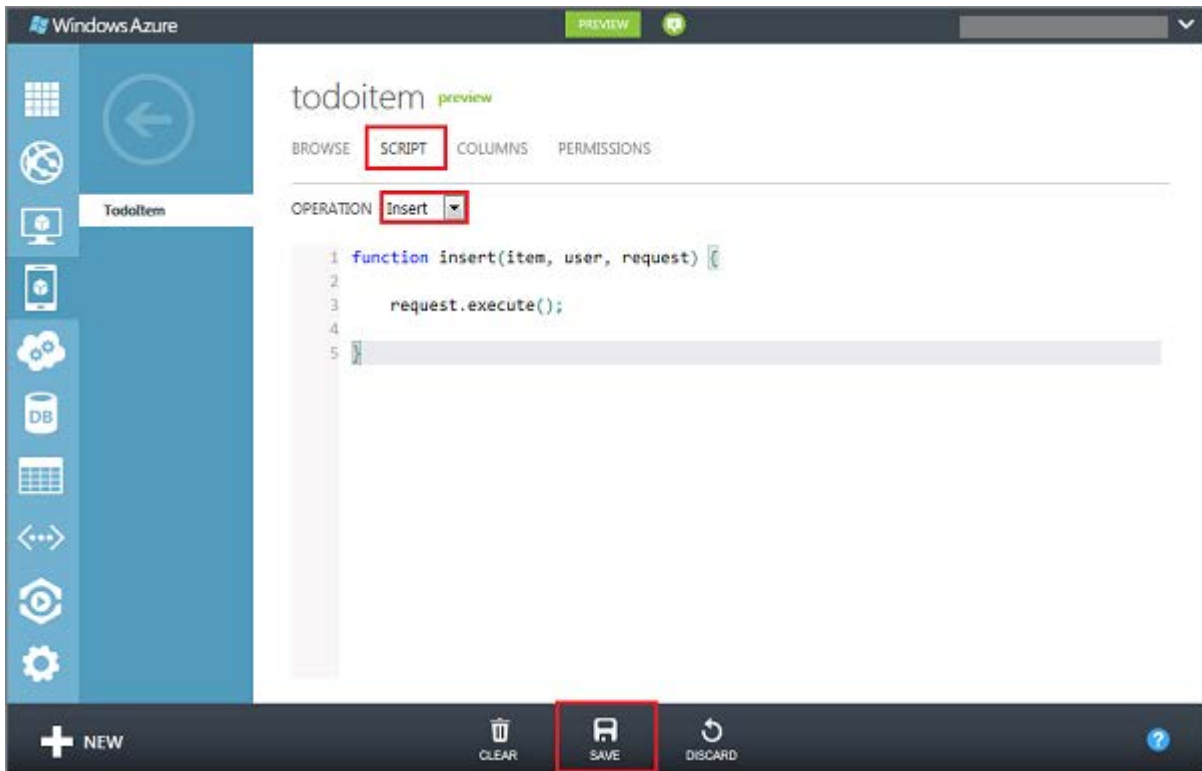 Windows Azure PREVIEW
todoitem preview
BROWSE SCRIPT COLUMNS PERMISSIONS
TodoItem
OPERATION Insert
1 function insert(item, user, request) {
2
3 request.execute();
4
5 }
DB
NEW CLEAR SAVE DISCARD ?